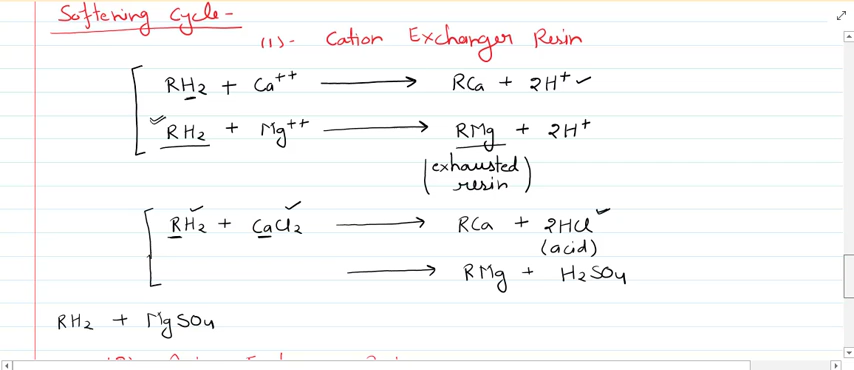 Softening Cycle-
(1)- Cation Exchanger Resin
RH2 + Ca++ → RCa + 2H+
RH2 + Mg++ → RMg + 2H+
(exhausted resin)
RH2 + CaCl2 → RCa + 2HCl
(acid)
→ RMg + H2SO4
RH2 + MgSO4